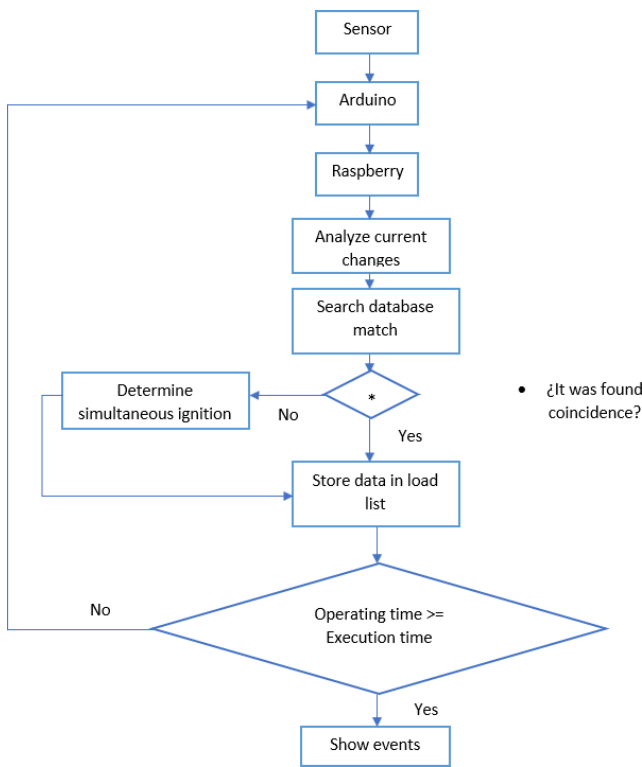 Sensor
Arduino
Raspberry
Analyze current
changes
Search database
match
Determine
simultaneous ignition
*
• ¿It was found
coincidence?
No
Yes
Store data in load
list
No
Operating time >=
Execution time
Yes
Show events